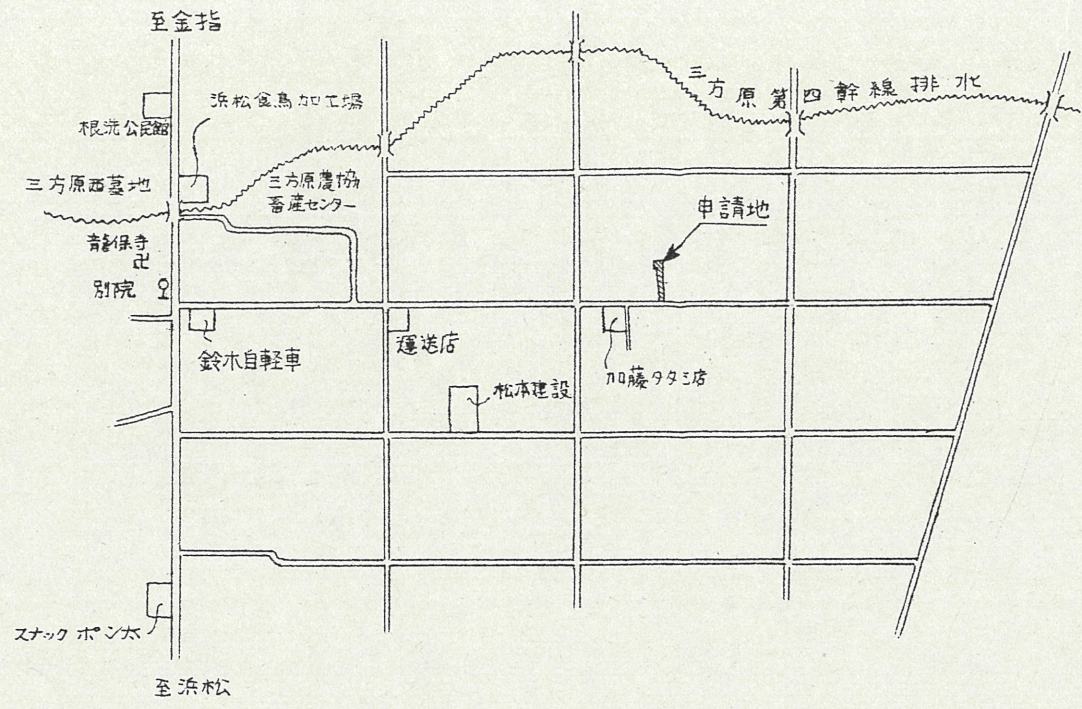 至金指
浜松食鳥加工場
根洗公民館
三方原第四幹線排水
三方原西墓地
三方原農協
畜産センター
申請地
龍保寺
卍
別院
鈴木自軽車
運送店
加藤タタミ店
松本建設
スナック ポン太
至浜松